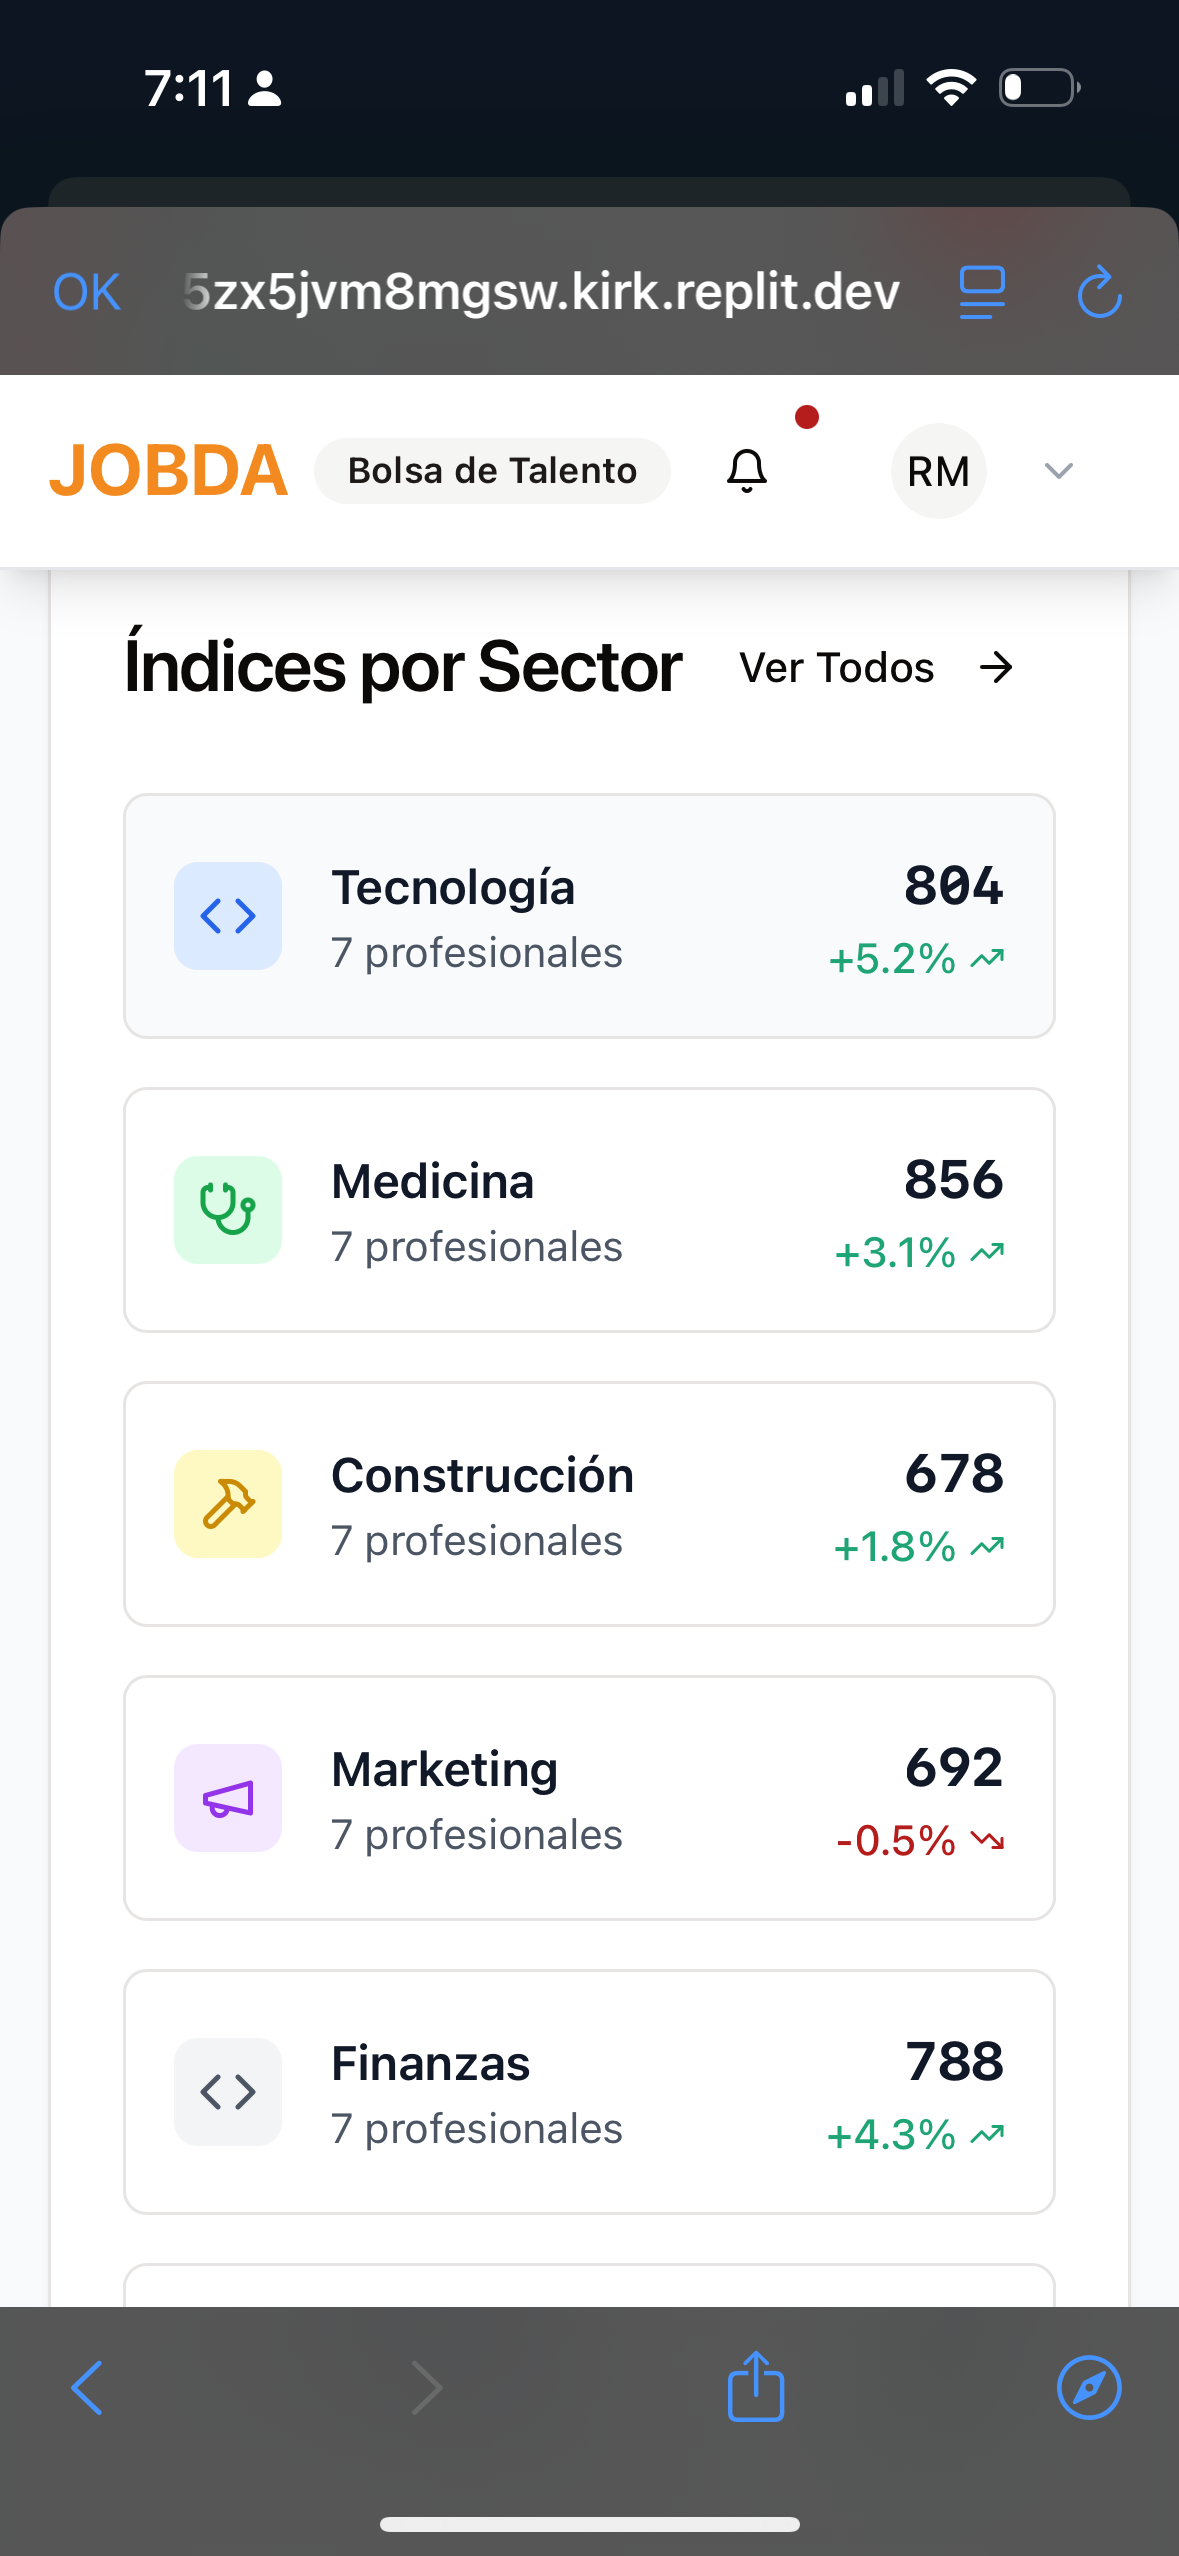 7:11
OK
5zx5jvm8mgsw.kirk.replit.dev
JOBDA
Bolsa de Talento
RM
Índices por Sector
Ver Todos
Tecnología
804
7 profesionales
+5.2%
Medicina
856
7 profesionales
+3.1%
Construcción
678
7 profesionales
+1.8%
Marketing
692
7 profesionales
-0.5%
Finanzas
788
7 profesionales
+4.3%